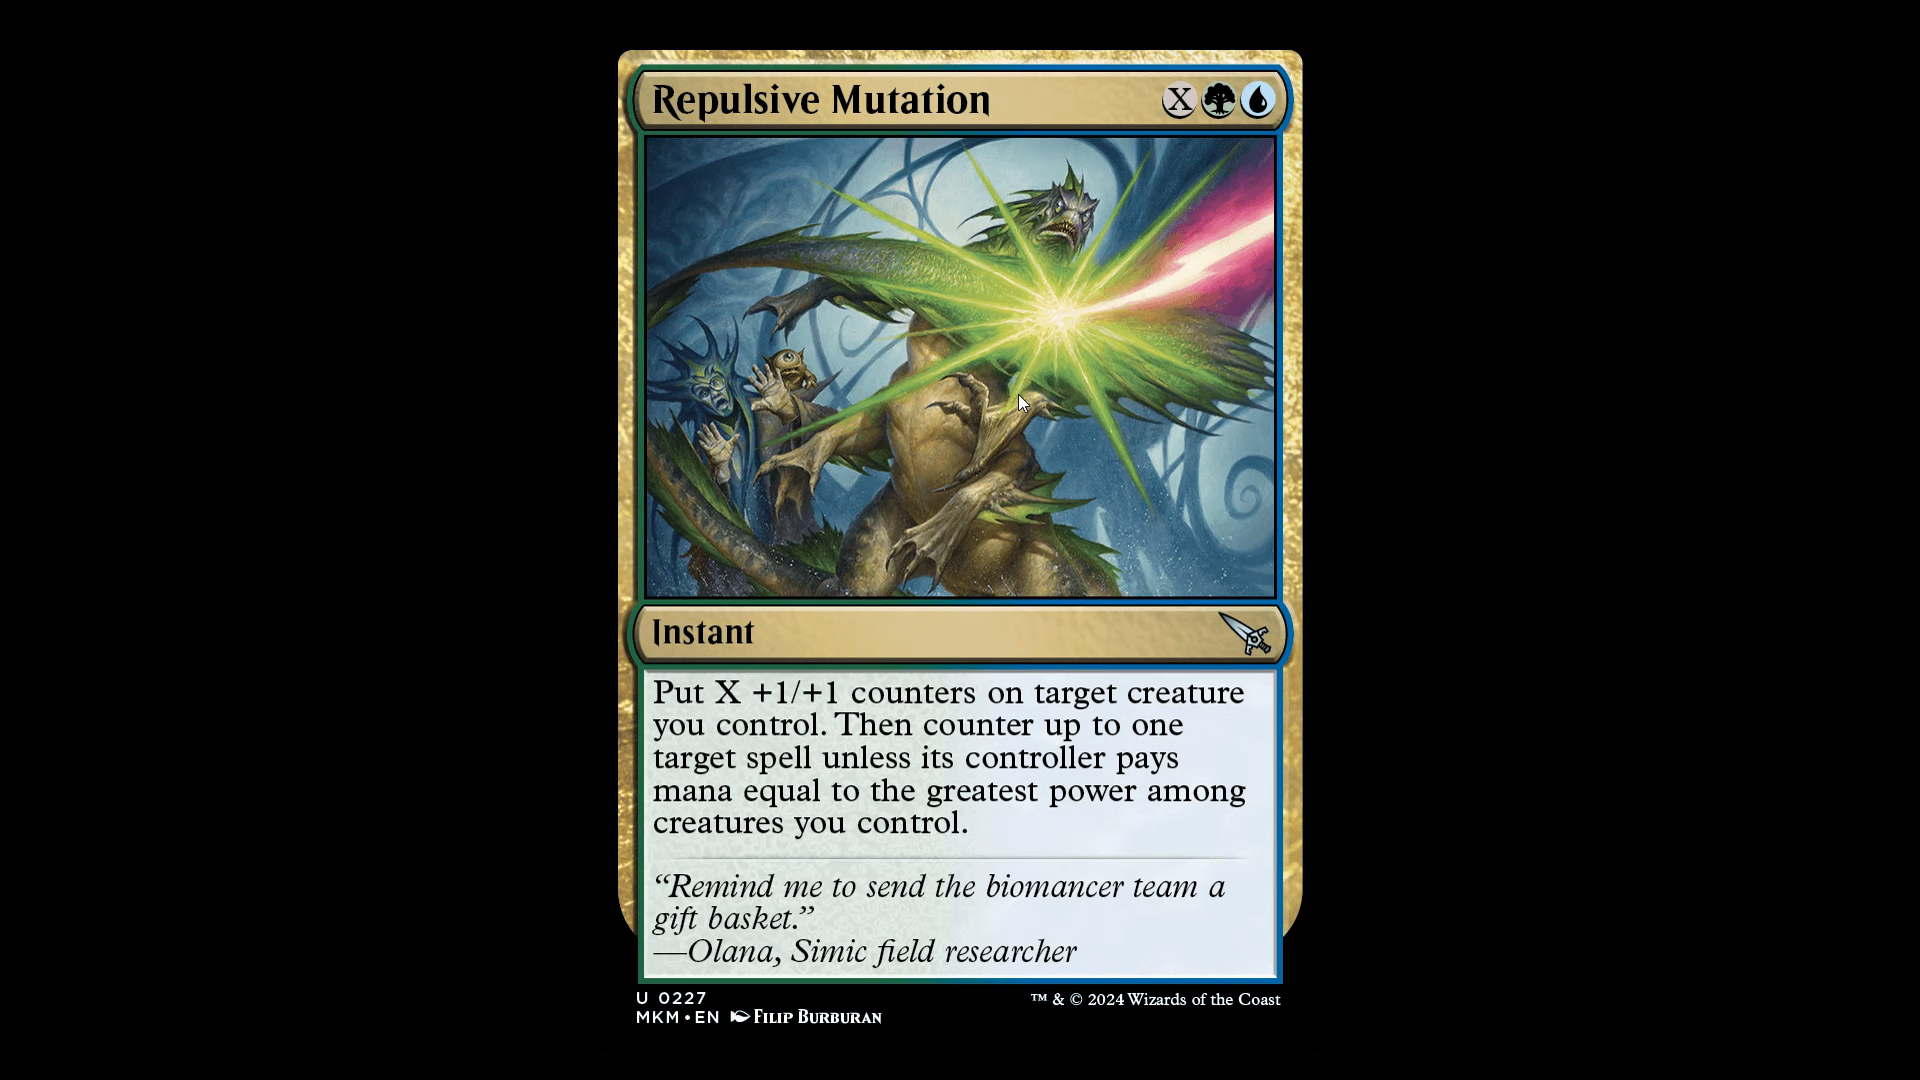 Repulsive Mutation X
Instant
Put X +1/+1 counters on target creature
you control. Then counter up to one
target spell unless its controller pays
mana equal to the greatest power among
creatures you control.
“Remind me to send the biomancer team a
gift basket.”
—Olana, Simic field researcher
U 0227
MKM • EN FILIP BURBURAN
™ & © 2024 Wizards of the Coast